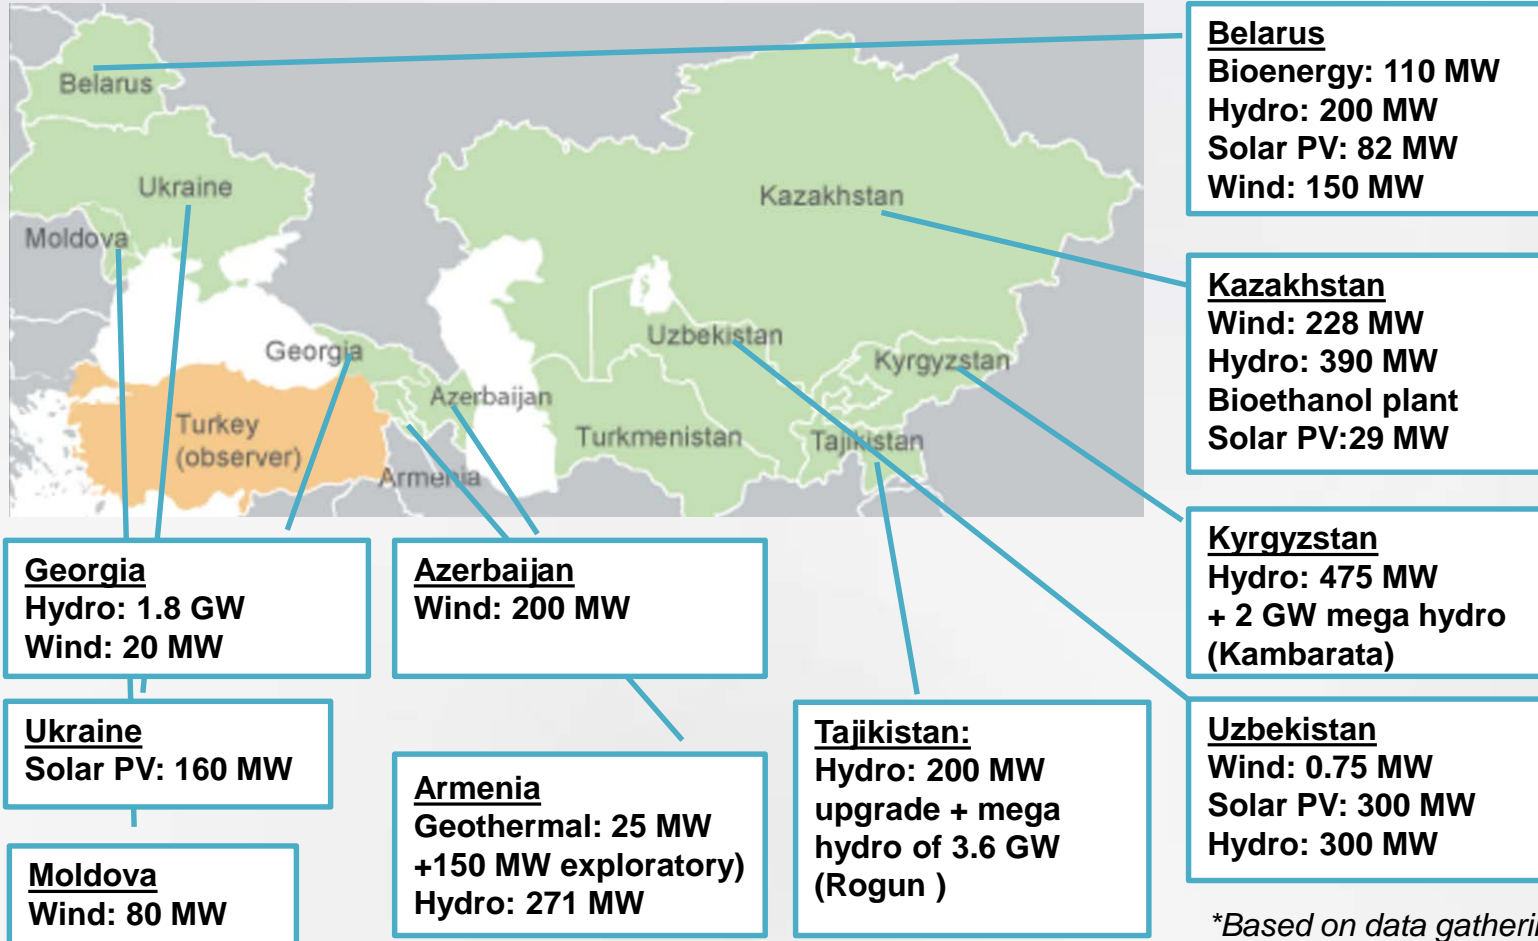 Belarus
Ukraine
Moldova
Georgia
Turkey
(observer)
Azerbaijan
Armenia
Kazakhstan
Uzbekistan
Turkmenistan
Kyrgyzstan
Tajikistan
Belarus
Bioenergy: 110 MW
Hydro: 200 MW
Solar PV: 82 MW
Wind: 150 MW
Kazakhstan
Wind: 228 MW
Hydro: 390 MW
Bioethanol plant
Solar PV:29 MW
Kyrgyzstan
Hydro: 475 MW
+ 2 GW mega hydro
(Kambarata)
Uzbekistan
Wind: 0.75 MW
Solar PV: 300 MW
Hydro: 300 MW
Georgia
Hydro: 1.8 GW
Wind: 20 MW
Ukraine
Solar PV: 160 MW
Moldova
Wind: 80 MW
Azerbaijan
Wind: 200 MW
Armenia
Geothermal: 25 MW
+150 MW exploratory)
Hydro: 271 MW
Tajikistan:
Hydro: 200 MW
upgrade + mega
hydro of 3.6 GW
(Rogun )
*Based on data